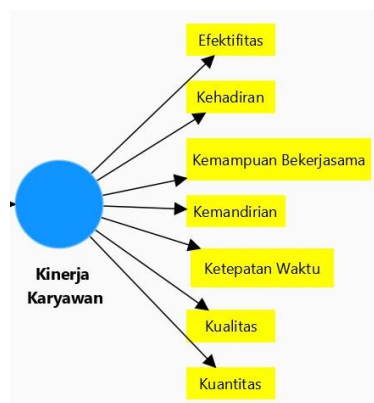 Efektifitas
Kehadiran
Kemampuan Bekerjasama
Kemandirian
Ketepatan Waktu
Kinerja
Karyawan
Kualitas
Kuantitas